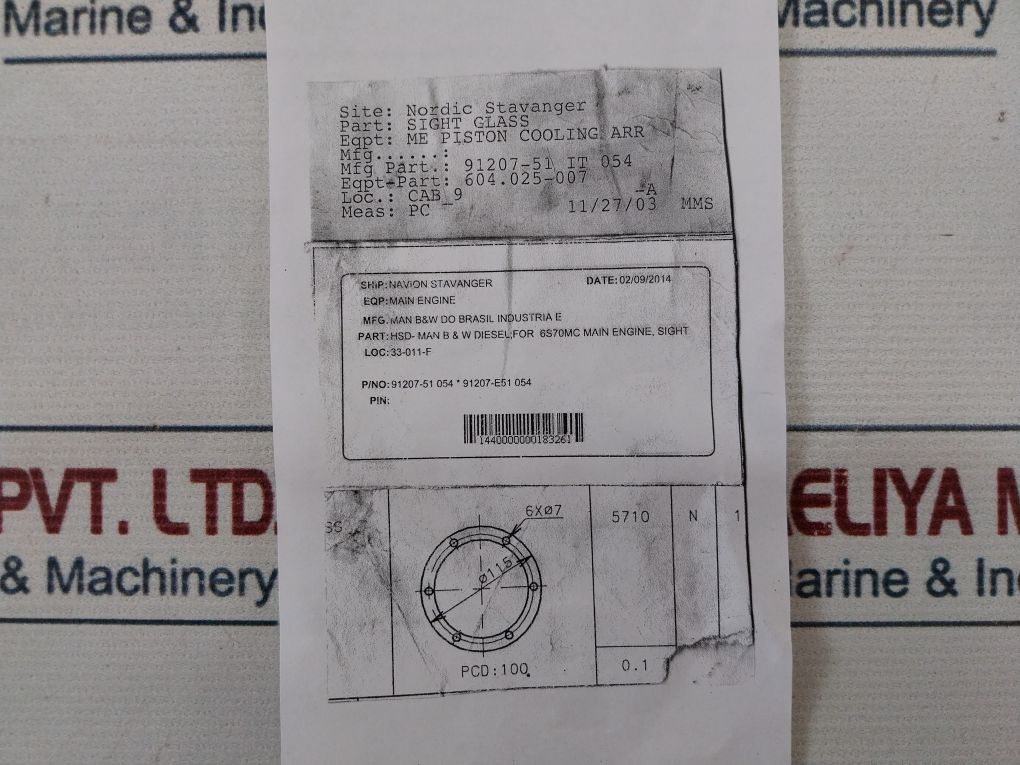 Marine & In
Machinery
Site: Nordic Stavanger
Part: SIGHT GLASS
Eqpt: ME PISTON COOLING ARR
Mfg......:
Mfg Part.: 91207-51 IT 054
Eqpt-Part: 604.025-007
Loc.: CAB_9 -A
Meas: PC 11/27/03 MMS
SHIP: NAVION STAVANGER DATE: 02/09/2014
EQP: MAIN ENGINE
MFG. MAN B&W DO BRASIL INDUSTRIA E
PART: HSD- MAN B & W DIESEL;FOR 6S70MC MAIN ENGINE, SIGHT
LOC: 33-011-F
P/NO: 91207-51 054 * 91207-E51 054
PIN:
1440000000183261
SS
6XØ7
5710 N 1
Ø115
PCD:100
0.1
PVT. LTD.
ELIYA M
& Machinery
arine & In